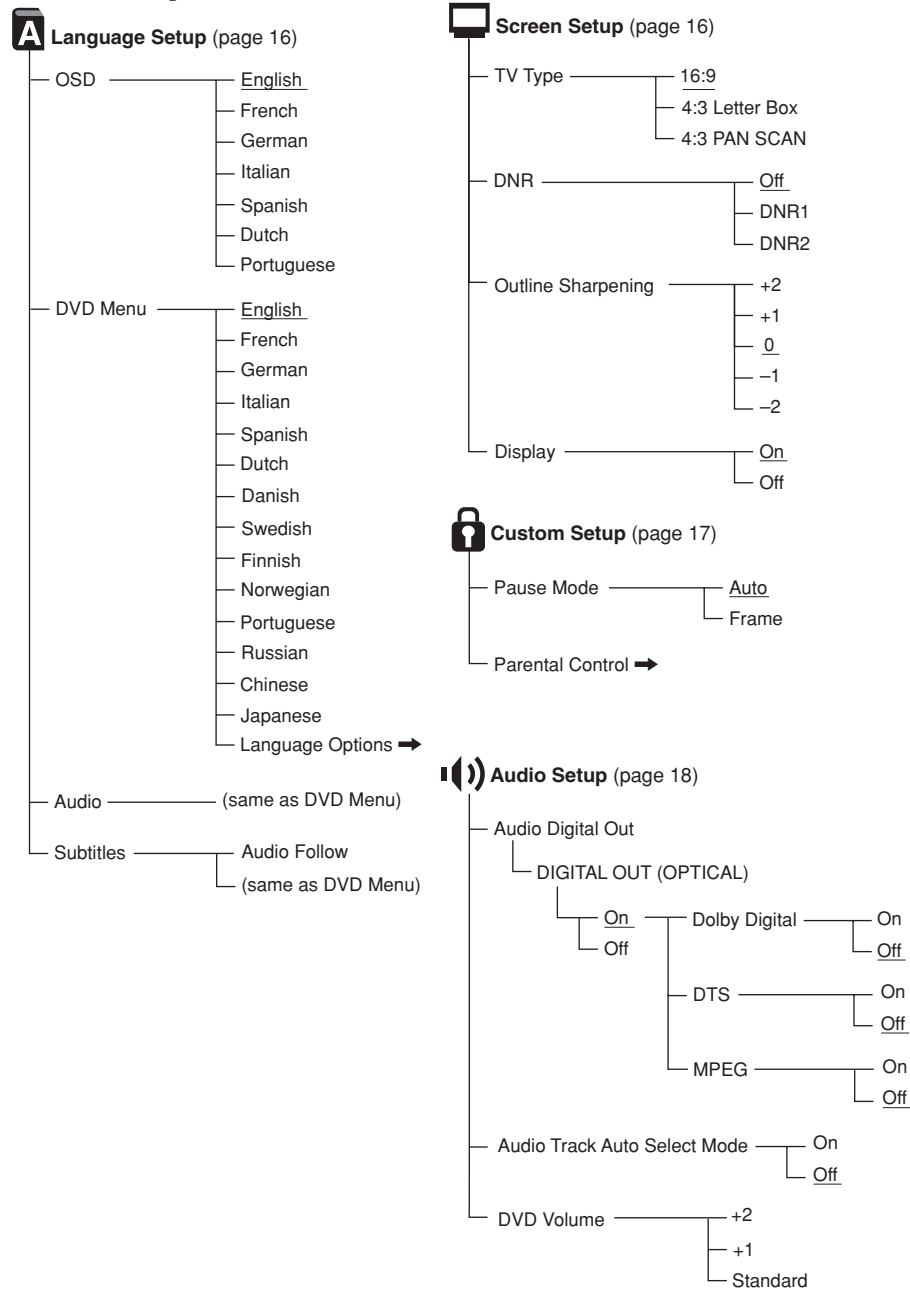 A Language Setup (page 16)
OSD
English
French
German
Italian
Spanish
Dutch
Portuguese
DVD Menu
English
French
German
Italian
Spanish
Dutch
Danish
Swedish
Finnish
Norwegian
Portuguese
Russian
Chinese
Japanese
Language Options ➡
Audio
(same as DVD Menu)
Subtitles
Audio Follow
(same as DVD Menu)
Screen Setup (page 16)
TV Type
16:9
4:3 Letter Box
4:3 PAN SCAN
DNR
Off
DNR1
DNR2
Outline Sharpening
+2
+1
0
–1
–2
Display
On
Off
Custom Setup (page 17)
Pause Mode
Auto
Frame
Parental Control ➡
Audio Setup (page 18)
Audio Digital Out
DIGITAL OUT (OPTICAL)
On
Off
Dolby Digital
On
Off
DTS
On
Off
MPEG
On
Off
Audio Track Auto Select Mode
On
Off
DVD Volume
+2
+1
Standard